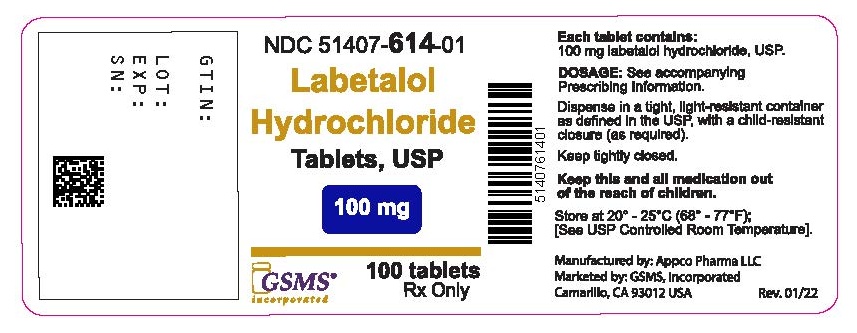 GTIN:
LOT:
EXP:
SN:
NDC 51407-614-01
Labetalol
Hydrochloride
Tablets, USP
100 mg
GSMS®
incorporated
100 tablets
Rx Only
5140761401
Each tablet contains:
100 mg labetalol hydrochloride, USP.
DOSAGE: See accompanying
Prescribing Information.
Dispense in a tight, light-resistant container
as defined in the USP, with a child-resistant
closure (as required).
Keep tightly closed.
Keep this and all medication out
of the reach of children.
Store at 20° - 25°C (68° - 77°F);
[See USP Controlled Room Temperature].
Manufactured by: Appco Pharma LLC
Marketed by: GSMS, Incorporated
Camarillo, CA 93012 USA Rev. 01/22